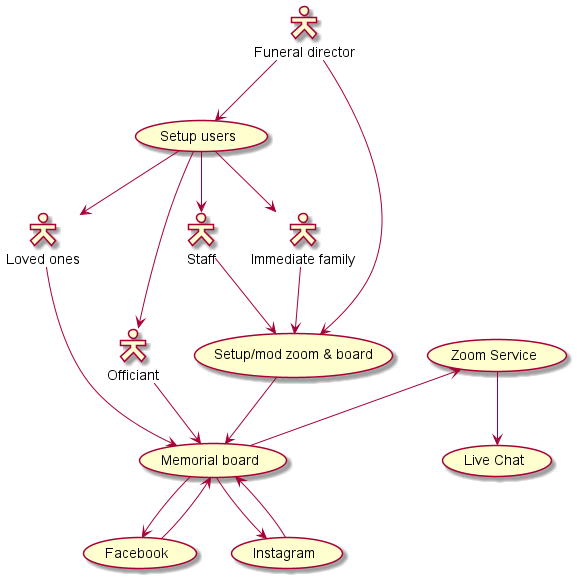 Funeral director
Setup users
Loved ones
Staff
Immediate family
Officiant
Setup/mod zoom & board
Zoom Service
Memorial board
Live Chat
Facebook
Instagram